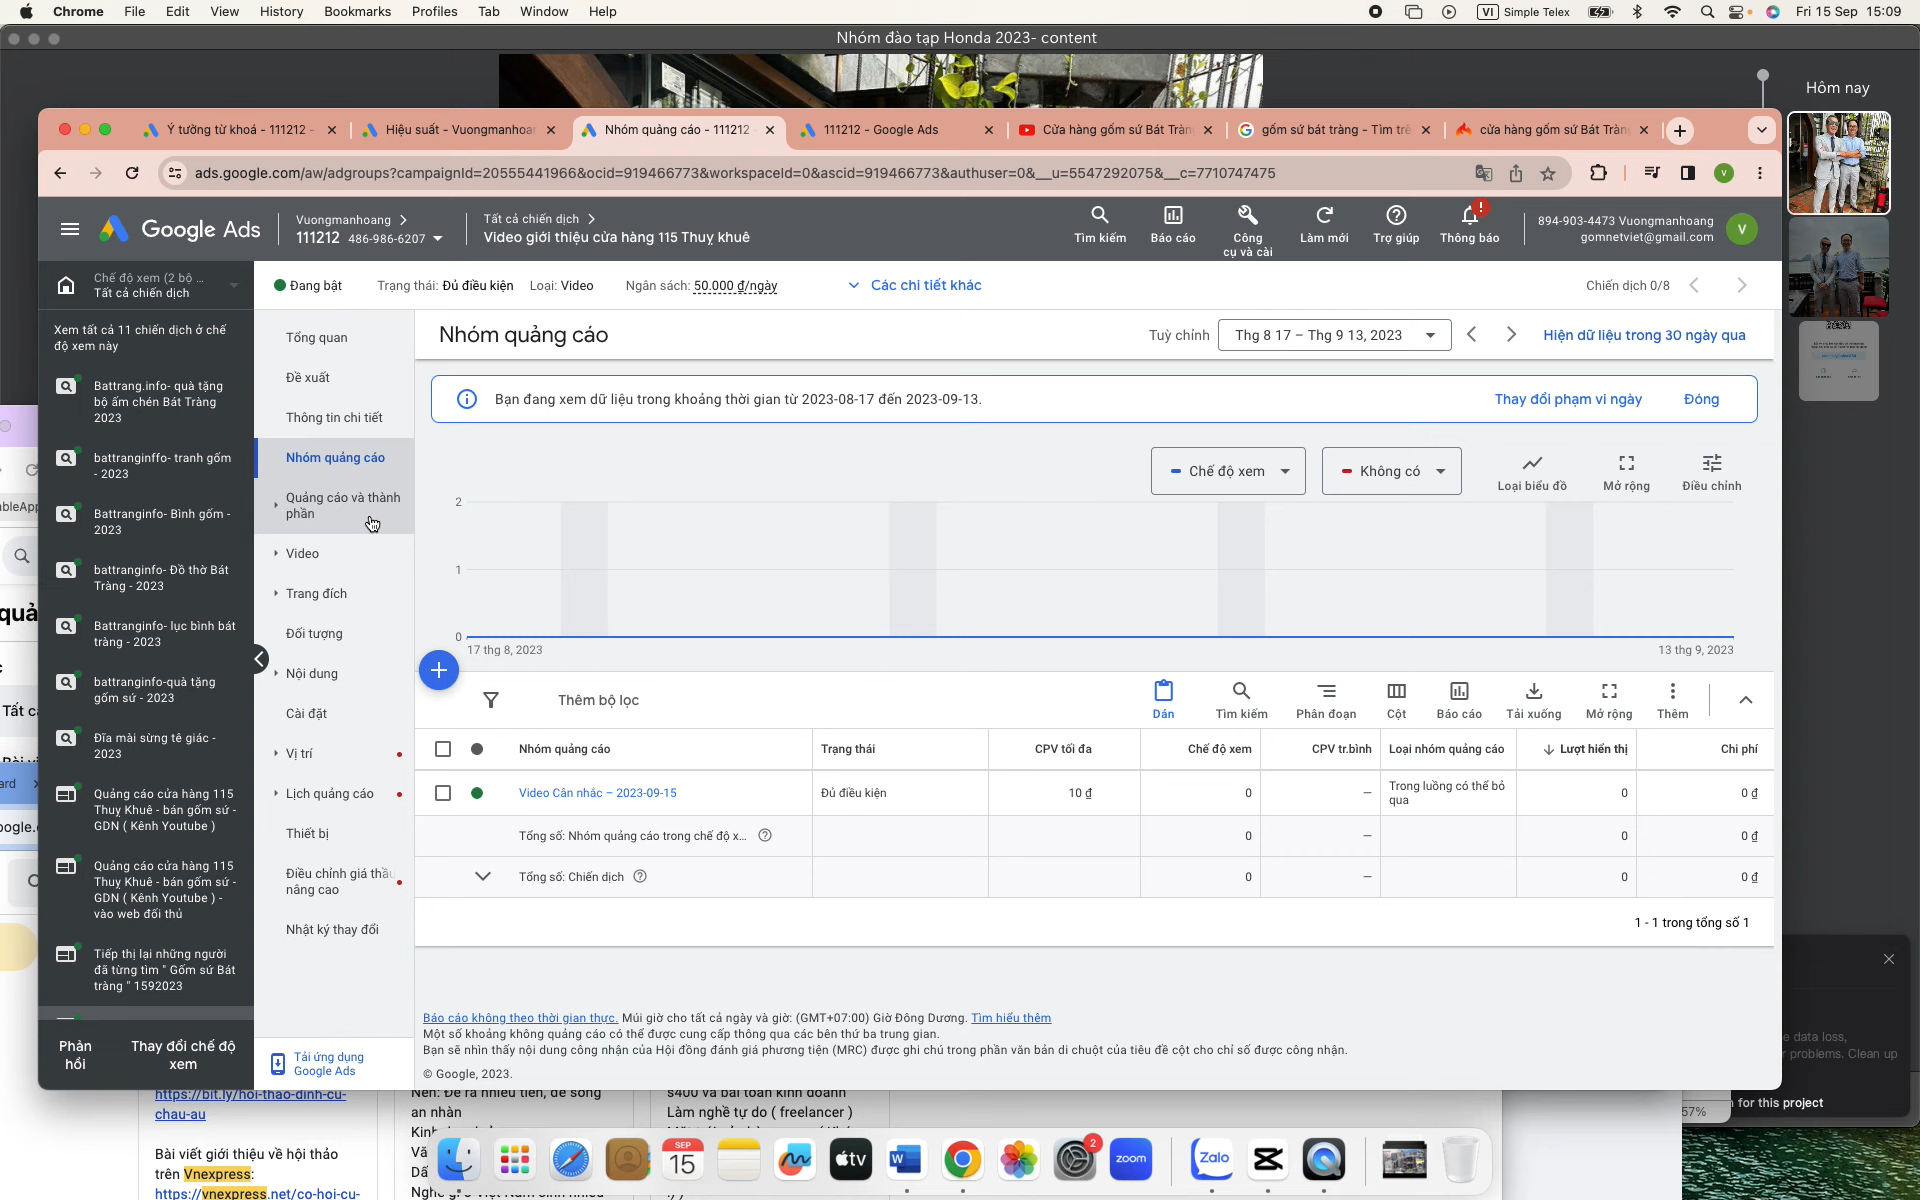 Chrome File Edit View History Bookmarks Profiles Tab Window Help
VI Simple Telex Fri 15 Sep 15:09
Nhóm đào tạp Honda 2023- content
Hôm nay
Ý tưởng từ khoá - 111212 -
Hiệu suất - Vuongmanhoan
Nhóm quảng cáo - 111212 -
111212 - Google Ads
Cửa hàng gốm sứ Bát Tràn
gốm sứ bát tràng - Tìm trê
cửa hàng gốm sứ Bát Tràn
ads.google.com/aw/adgroups?campaignId=20555441966&ocid=919466773&workspaceId=0&ascid=919466773&authuser=0&__u=5547292075&__c=7710747475
V
Google Ads
Vuongmanhoang
111212 486-986-6207
Tất cả chiến dịch
Video giới thiệu cửa hàng 115 Thuỵ khuê
Tìm kiếm
Báo cáo
Công cụ và cài
Làm mới
Trợ giúp
!
Thông báo
894-903-4473 Vuongmanhoang
gomnetviet@gmail.com
V
Chế độ xem (2 bộ ...
Tất cả chiến dịch
Đang bật
Trạng thái: Đủ điều kiện
Loại: Video
Ngân sách: 50.000 ₫/ngày
Các chi tiết khác
Chiến dịch 0/8
Xem tất cả 11 chiến dịch ở chế
độ xem này
Battrang.info- quà tặng
bộ ấm chén Bát Tràng
2023
battranginffo- tranh gốm
- 2023
Battranginfo- Bình gốm -
2023
battranginfo- Đồ thờ Bát
Tràng - 2023
Battranginfo- lục bình bát
tràng - 2023
battranginfo-quà tặng
gốm sứ - 2023
Đĩa mài sừng tê giác -
2023
Quảng cáo cửa hàng 115
Thuỵ Khuê - bán gốm sứ -
GDN ( Kênh Youtube )
Quảng cáo cửa hàng 115
Thuỵ Khuê - bán gốm sứ -
GDN ( Kênh Youtube ) -
vào web đối thủ
Tiếp thị lại những người
đã từng tìm " Gốm sứ Bát
tràng " 1592023
Phản
hồi
Thay đổi chế độ
xem
Tổng quan
Đề xuất
Thông tin chi tiết
Nhóm quảng cáo
Quảng cáo và thành
phần
Video
Trang đích
Đối tượng
Nội dung
Cài đặt
Vị trí
Lịch quảng cáo
Thiết bị
Điều chỉnh giá thầu
nâng cao
Nhật ký thay đổi
Tải ứng dụng
Google Ads
Nhóm quảng cáo
Tuỳ chỉnh
Thg 8 17 – Thg 9 13, 2023
Hiện dữ liệu trong 30 ngày qua
Bạn đang xem dữ liệu trong khoảng thời gian từ 2023-08-17 đến 2023-09-13.
Thay đổi phạm vi ngày
Đóng
Chế độ xem
Không có
Loại biểu đồ
Mở rộng
Điều chỉnh
2
1
0
17 thg 8, 2023
13 thg 9, 2023
Thêm bộ lọc
Dán
Tìm kiếm
Phân đoạn
Cột
Báo cáo
Tải xuống
Mở rộng
Thêm
Nhóm quảng cáo Trạng thái CPV tối đa Chế độ xem CPV tr.bình Loại nhóm quảng cáo Lượt hiển thị Chi phí
Video Cân nhắc – 2023-09-15 Đủ điều kiện 10 ₫ 0 — Trong luồng có thể bỏ qua 0 0 ₫
Tổng số: Nhóm quảng cáo trong chế độ x... 0 — 0 0 ₫
Tổng số: Chiến dịch 0 — 0 0 ₫
1 - 1 trong tổng số 1
Báo cáo không theo thời gian thực. Múi giờ cho tất cả ngày và giờ: (GMT+07:00) Giờ Đông Dương. Tìm hiểu thêm
Một số khoảng không quảng cáo có thể được cung cấp thông qua các bên thứ ba trung gian.
Bạn sẽ nhìn thấy nội dung công nhận của Hội đồng đánh giá phương tiện (MRC) được ghi chú trong phần văn bản di chuột của tiêu đề cột cho chỉ số được công nhận.
© Google, 2023.
e data loss,
r problems. Clean up
for this project
57%
https://bit.ly/hoi-thao-dinh-cu-
chau-au
Bài viết giới thiệu về hội thảo
trên Vnexpress:
https://vnexpress.net/co-hoi-cu-
Nên: Đẻ ra nhiều tiền, để sống
an nhàn
s400 và bài toán kinh doanh
Làm nghề tự do ( freelancer )
SEP
15
tv
W
2
zoom
Zalo